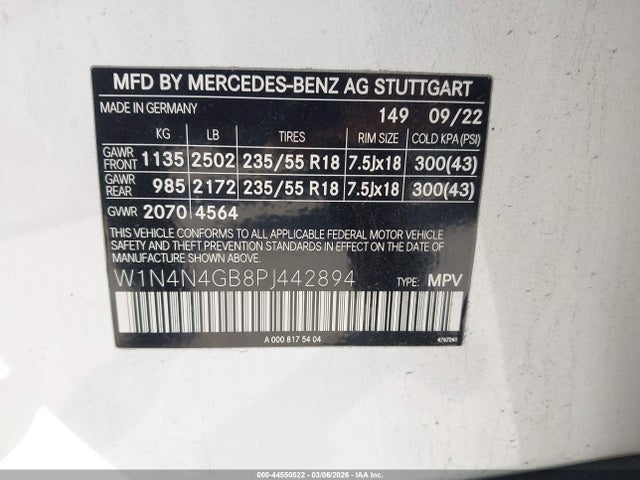 MFD BY MERCEDES-BENZ AG STUTTGART
MADE IN GERMANY 149 09/22
KG LB TIRES RIM SIZE COLD KPA (PSI)
GAWR FRONT 1135 2502 235/55 R18 7.5Jx18 300(43)
GAWR REAR 985 2172 235/55 R18 7.5Jx18 300(43)
GVWR 2070 4564
THIS VEHICLE CONFORMS TO ALL APPLICABLE FEDERAL MOTOR VEHICLE
SAFETY AND THEFT PREVENTION STANDARDS IN EFFECT ON THE DATE
OF MANUFACTURE SHOWN ABOVE.
W1N4N4GB8PJ442894 TYPE: MPV
A 000 817 54 04
000-44550522 | 03/06/2026 - IAA Inc.